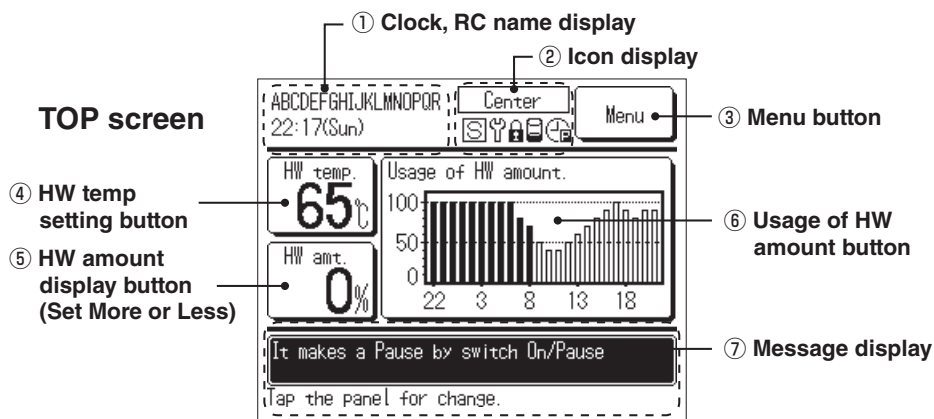 ① Clock, RC name display
② Icon display
TOP screen
ABCDEFGHIJKLMNOPQR
22:17(Sun)
Center
S
Menu
③ Menu button
④ HW temp
setting button
HW temp.
65℃
Usage of HW amount.
100
50
0
22 3 8 13 18
⑥ Usage of HW
amount button
⑤ HW amount
display button
(Set More or Less)
HW amt.
0%
It makes a Pause by switch On/Pause
⑦ Message display
Tap the panel for change.